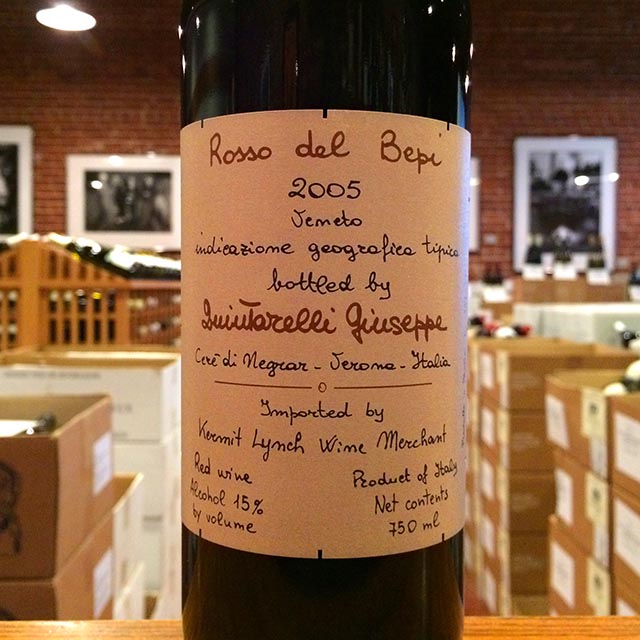 Rosso del Bepi
2005
Veneto
indicazione geografica tipica
bottled by
Quintarelli Giuseppe
Cerè di Negrar - Verona - Italia
Imported by
Kermit Lynch Wine Merchant
Red wine
Alcohol 15%
by volume
Product of Italy
Net contents
750 ml